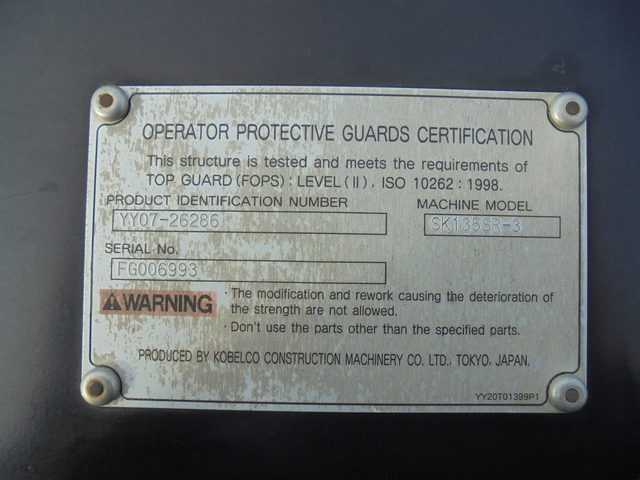 OPERATOR PROTECTIVE GUARDS CERTIFICATION
This structure is tested and meets the requirements of
TOP GUARD (FOPS) : LEVEL (II), ISO 10262 : 1998.
PRODUCT IDENTIFICATION NUMBER
YY07-26286
MACHINE MODEL
SK135SR-3
SERIAL No.
FG006993
WARNING
· The modification and rework causing the deterioration of
the strength are not allowed.
· Don't use the parts other than the specified parts.
PRODUCED BY KOBELCO CONSTRUCTION MACHINERY CO. LTD. TOKYO, JAPAN.
YY20T01399P1